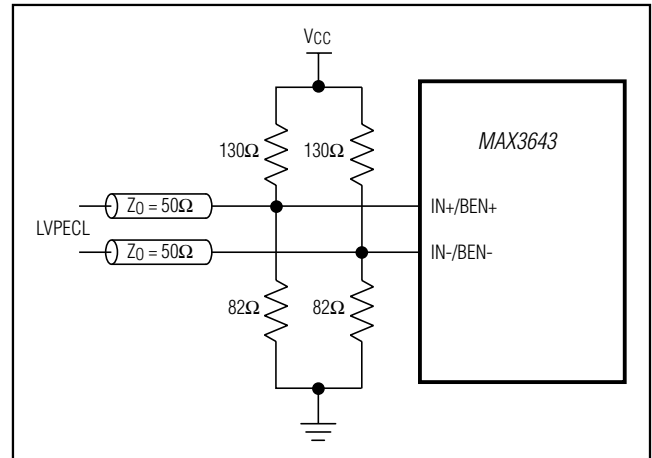 VCC
130Ω 130Ω
MAX3643
Z0 = 50Ω
IN+/BEN+
LVPECL
Z0 = 50Ω
IN-/BEN-
82Ω 82Ω